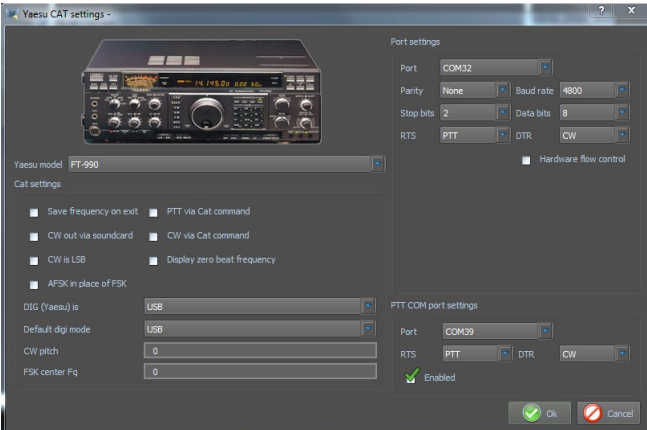 Yaesu CAT settings -
? X
14,145.00 0.00
Yaesu model FT-990
Cat settings
Save frequency on exit PTT via Cat command
CW out via soundcard CW via Cat command
CW is LSB Display zero beat frequency
AFSK in place of FSK
DIG (Yaesu) is USB
Default digi mode USB
CW pitch 0
FSK center Fq 0
Port settings
Port COM32
Parity None Baud rate 4800
Stop bits 2 Data bits 8
RTS PTT DTR CW
Hardware flow control
PTT COM port settings
Port COM39
RTS PTT DTR CW
Enabled
Ok Cancel